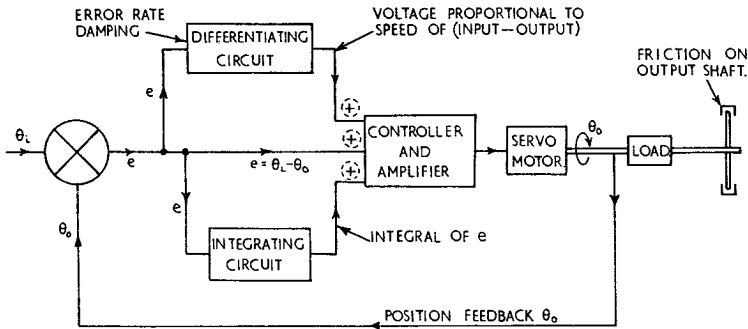 ERROR RATE
DAMPING
DIFFERENTIATING
CIRCUIT
VOLTAGE PROPORTIONAL TO
SPEED OF (INPUT—OUTPUT)
FRICTION ON
OUTPUT SHAFT.
e
+
θi
e
e = θi-θo
+
+
CONTROLLER
AND
AMPLIFIER
SERVO
MOTOR
θo
LOAD
e
θo
INTEGRATING
CIRCUIT
INTEGRAL OF e
POSITION FEEDBACK θo